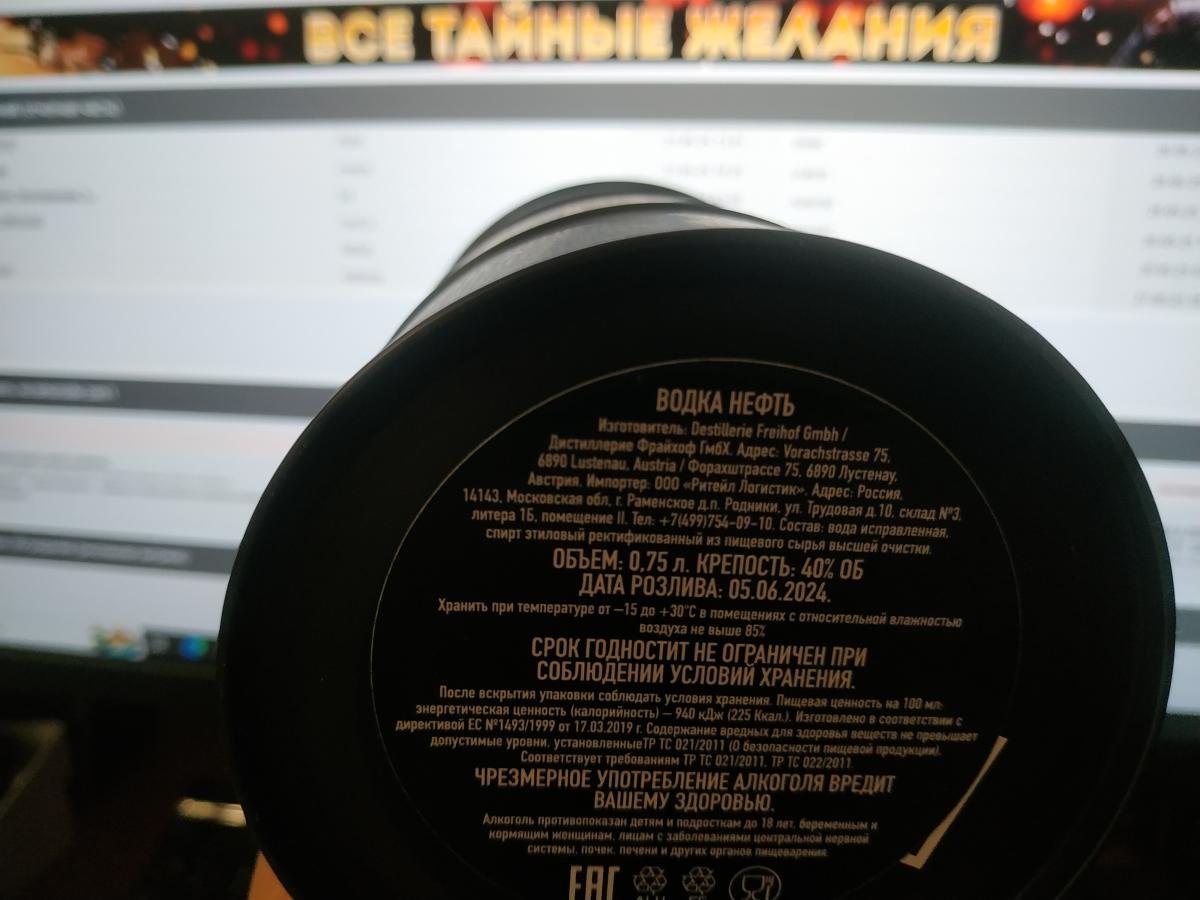 ВСЕ ТАЙНЫЕ ЖЕЛАНИЯ
ВОДКА НЕФТЬ
Изготовитель: Destillerie Freihof Gmbh /
Дистиллерие Фрайхоф ГмбХ. Адрес: Vorachstrasse 75,
6890 Lustenau, Austria / Форахштрассе 75, 6890 Лустенау,
Австрия. Импортер: ООО «Ритейл Логистик». Адрес: Россия,
14143, Московская обл, г. Раменское д.п. Родники, ул. Трудовая д.10, склад №3,
литера 1Б, помещение II. Тел: +7(499)754-09-10. Состав: вода исправленная,
спирт этиловый ректификованный из пищевого сырья высшей очистки.
ОБЪЕМ: 0,75 л. КРЕПОСТЬ: 40% ОБ
ДАТА РОЗЛИВА: 05.06.2024.
Хранить при температуре от –15 до +30°С в помещениях с относительной влажностью
воздуха не выше 85%
СРОК ГОДНОСТИТ НЕ ОГРАНИЧЕН ПРИ
СОБЛЮДЕНИИ УСЛОВИЙ ХРАНЕНИЯ.
После вскрытия упаковки соблюдать условия хранения. Пищевая ценность на 100 мл:
энергетическая ценность (калорийность) — 940 кДж (225 Ккал.). Изготовлено в соответствии с
директивой ЕС №1493/1999 от 17.03.2019 г. Содержание вредных для здоровья веществ не превышает
допустимые уровни, установленныеТР ТС 021/2011 (О безопасности пищевой продукции).
Соответствует требованиям ТР ТС 021/2011, ТР ТС 022/2011.
ЧРЕЗМЕРНОЕ УПОТРЕБЛЕНИЕ АЛКОГОЛЯ ВРЕДИТ
ВАШЕМУ ЗДОРОВЬЮ.
Алкоголь противопоказан детям и подросткам до 18 лет, беременным и
кормящим женщинам, лицам с заболеваниями центральной нервной
системы, почек, печени и других органов пищеварения.
ЕАС